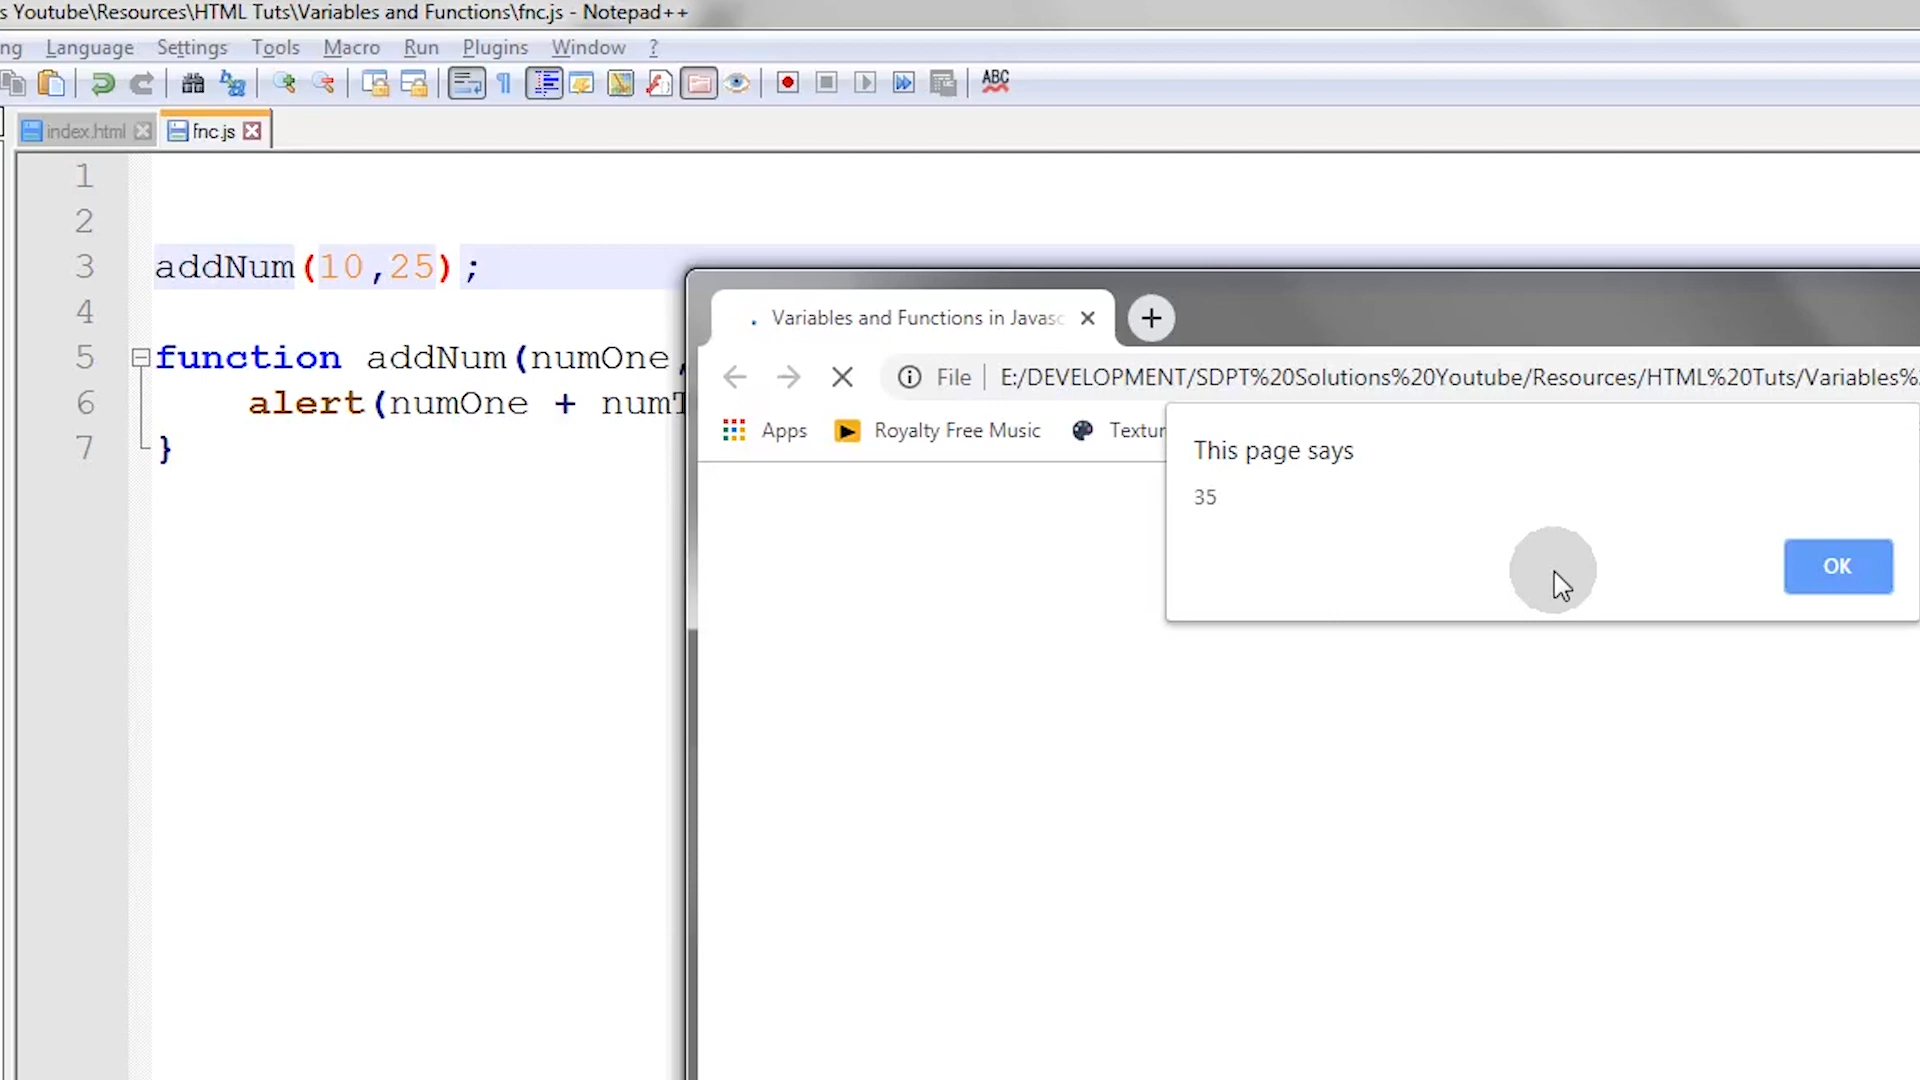 s Youtube\Resources\HTML Tuts\Variables and Functions\fnc.js - Notepad++
ng Language Settings Tools Macro Run Plugins Window ?
ABC
index.html fnc.js
1
2
3 addNum(10,25);
4
5 function addNum(numOne,
6 alert(numOne + numT
7 }
Variables and Functions in Javasc
File E:/DEVELOPMENT/SDPT%20Solutions%20Youtube/Resources/HTML%20Tuts/Variables%
Apps Royalty Free Music Textur
This page says
35
OK